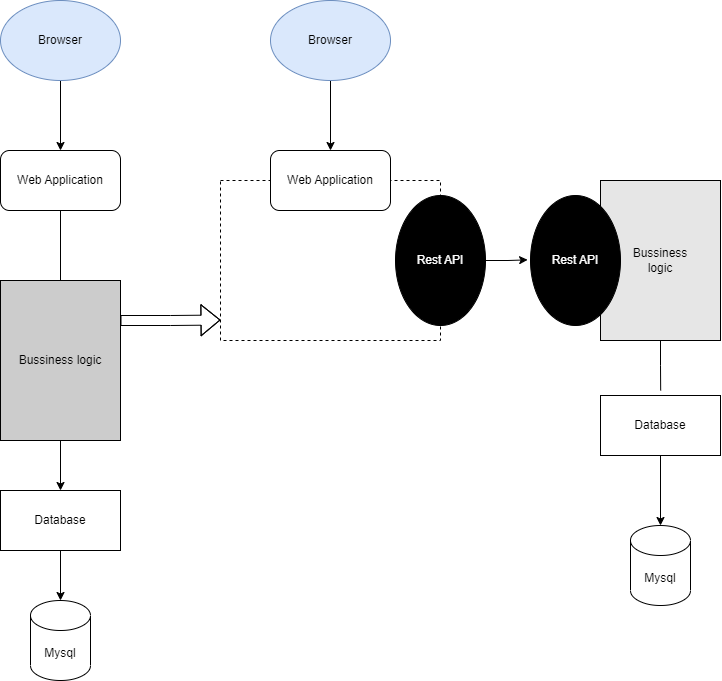 Browser
Browser
Web Application
Web Application
Rest API
Rest API
Bussiness
logic
Bussiness logic
Database
Database
Mysql
Mysql